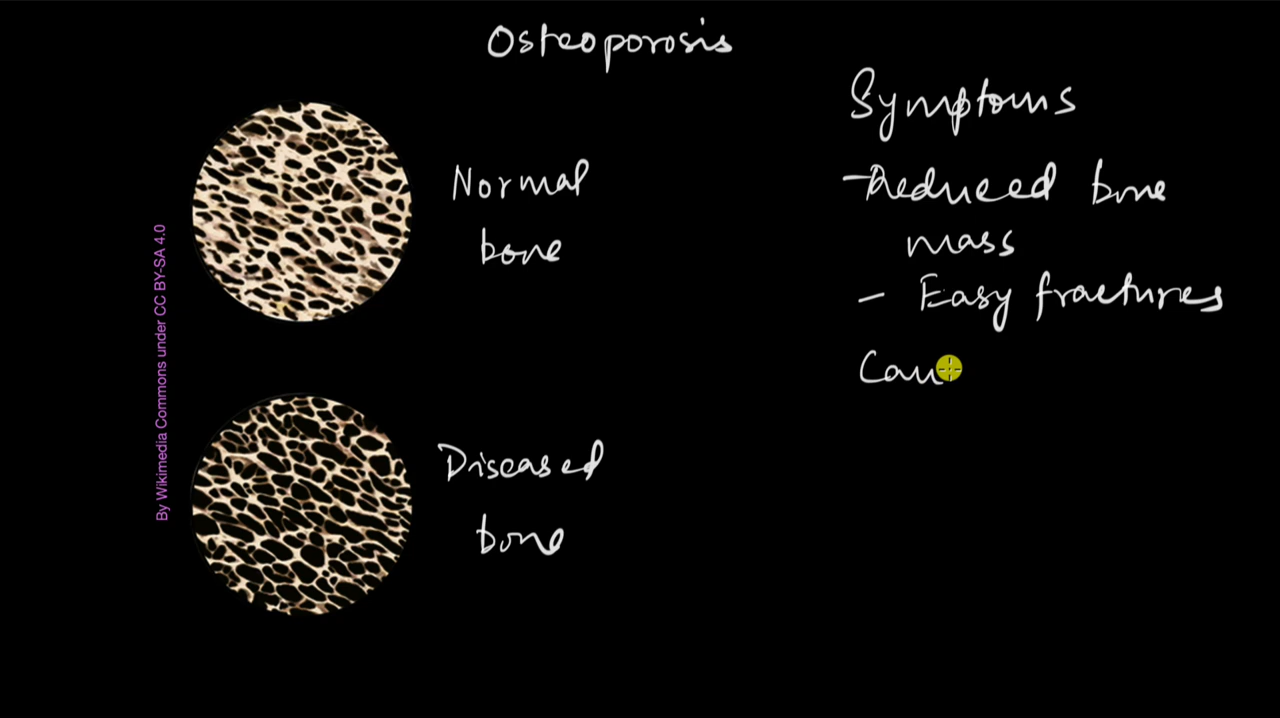 Osteoporosis
Normal
bone
Diseased
bone
Symptoms
- Reduced bone
mass
- Easy fractures
Cau
By Wikimedia Commons under CC BY-SA 4.0